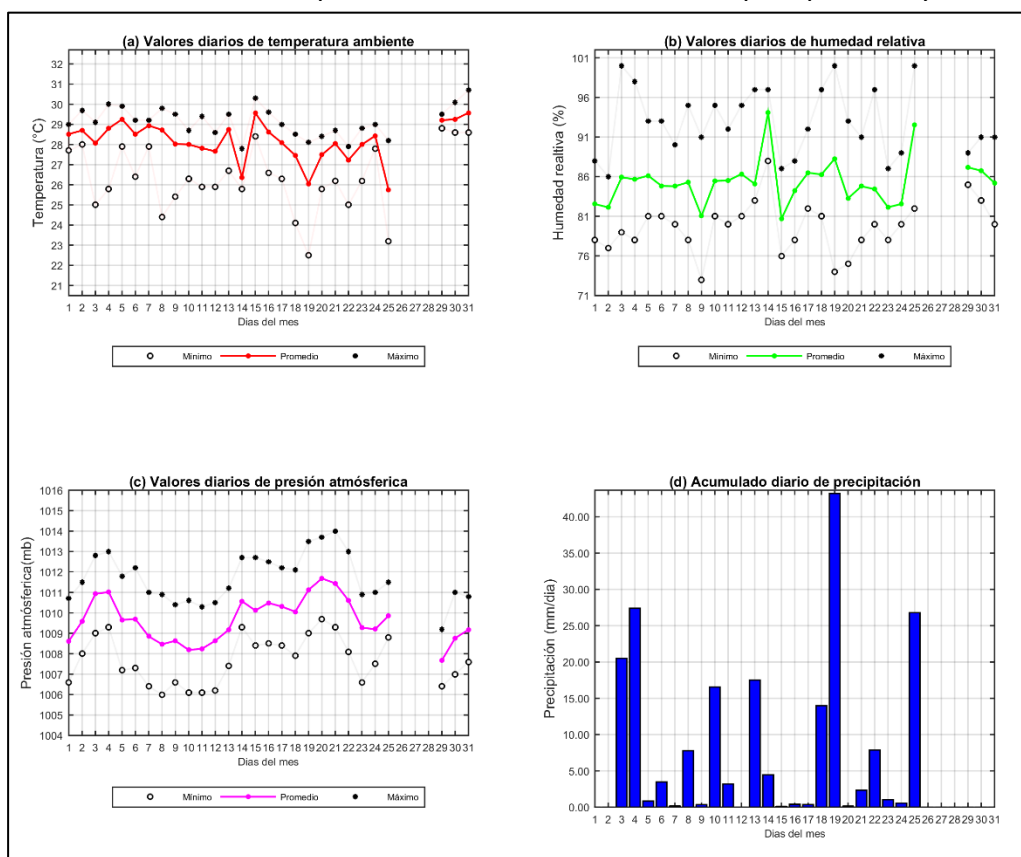 (a) Valores diarios de temperatura ambiente
Temperatura (°C)
32
31
30
29
28
27
26
25
24
23
22
21
1 2 3 4 5 6 7 8 9 10 11 12 13 14 15 16 17 18 19 20 21 22 23 24 25 26 27 28 29 30 31
Dias del mes
Mínimo Promedio Máximo
(b) Valores diarios de humedad relativa
Humedad realtiva (%)
101
96
91
86
81
76
71
1 2 3 4 5 6 7 8 9 10 11 12 13 14 15 16 17 18 19 20 21 22 23 24 25 26 27 28 29 30 31
Dias del mes
Mínimo Promedio Máximo
(c) Valores diarios de presión atmósferica
Presión atmósferica(mb)
1016
1015
1014
1013
1012
1011
1010
1009
1008
1007
1006
1005
1004
1 2 3 4 5 6 7 8 9 10 11 12 13 14 15 16 17 18 19 20 21 22 23 24 25 26 27 28 29 30 31
Dias del mes
Mínimo Promedio Máximo
(d) Acumulado diario de precipitación
Precipitación (mm/día)
40.00
35.00
30.00
25.00
20.00
15.00
10.00
5.00
0.00
1 2 3 4 5 6 7 8 9 10 11 12 13 14 15 16 17 18 19 20 21 22 23 24 25 26 27 28 29 30 31
Dias del mes